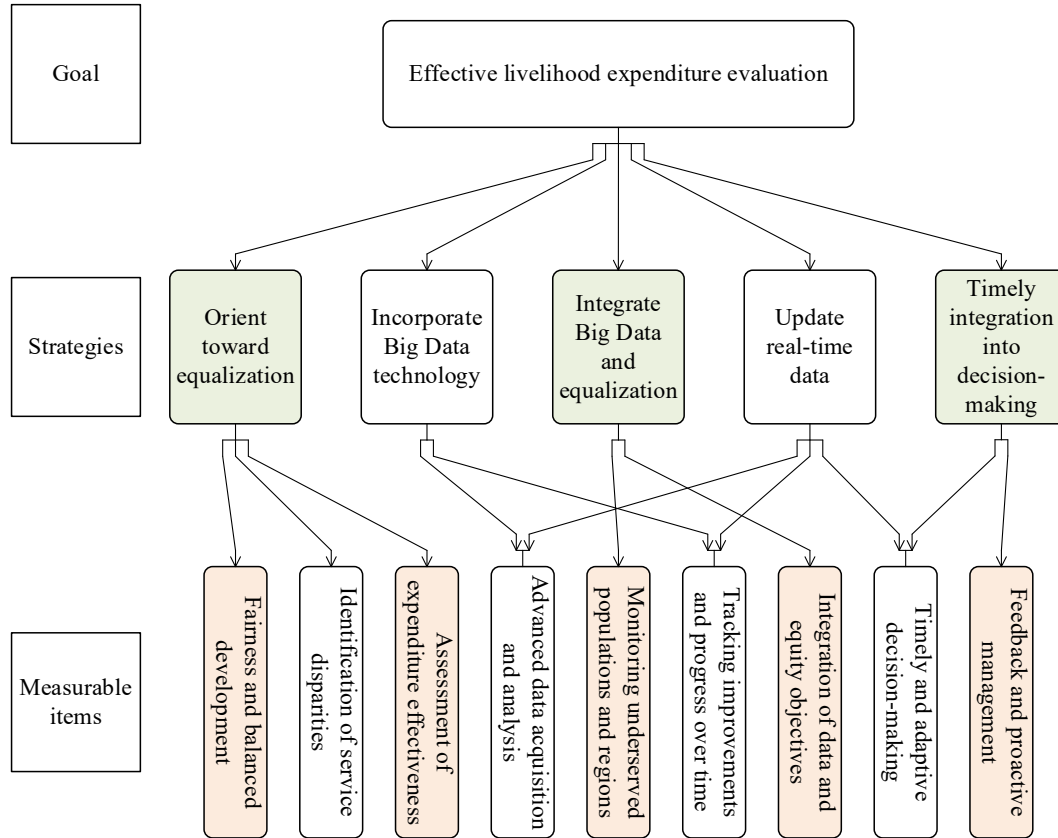 Goal
Effective livelihood expenditure evaluation
Strategies
Orient
toward
equalization
Incorporate
Big Data
technology
Integrate
Big Data
and
equalization
Update
real-time
data
Timely
integration
into
decision-
making
Measurable
items
Fairness and balanced
development
Identification of service
disparities
Assessment of
expenditure effectiveness
Advanced data acquisition
and analysis
Monitoring underserved
populations and regions
Tracking improvements
and progress over time
Integration of data and
equity objectives
Timely and adaptive
decision-making
Feedback and proactive
management